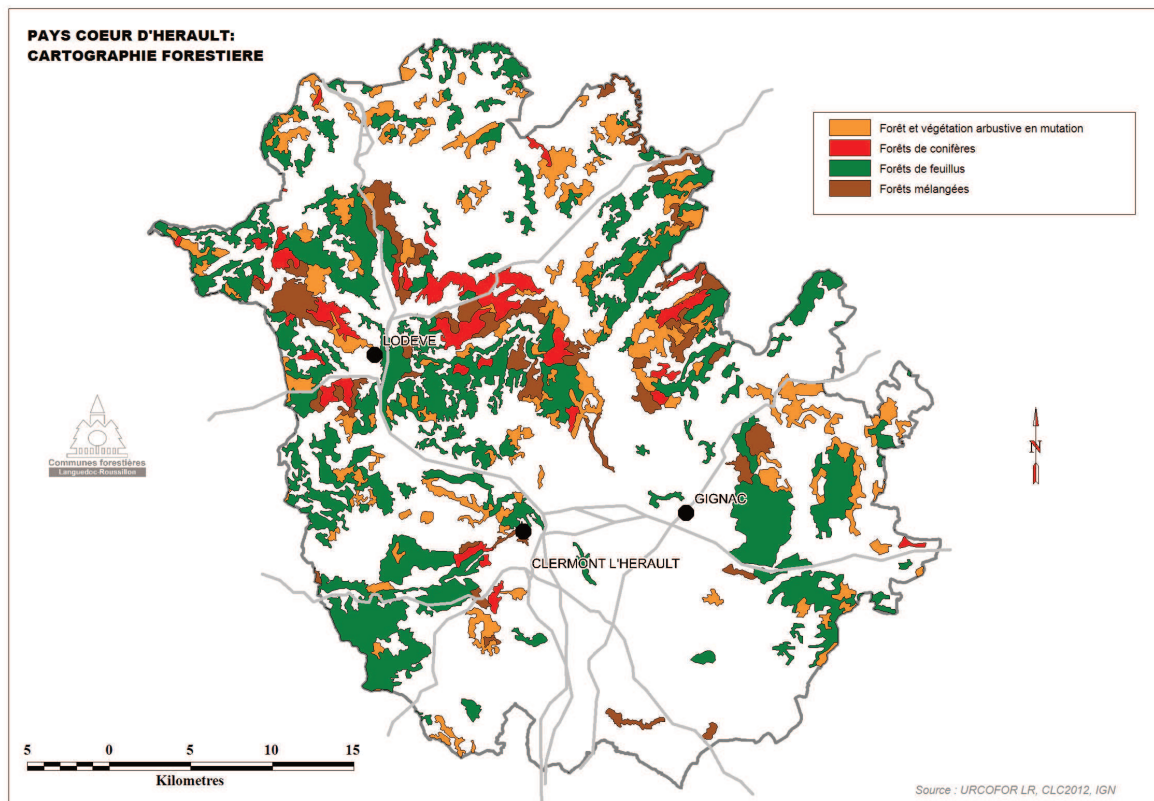 PAYS COEUR D'HERAULT:
CARTOGRAPHIE FORESTIERE
Forêt et végétation arbustive en mutation
Forêts de conifères
Forêts de feuillus
Forêts mélangées
LODEVE
Communes forestières
Languedoc-Roussillon
N
GIGNAC
CLERMONT L'HERAULT
5 0 5 10 15
Kilometres
Source : URCOFOR LR, CLC2012, IGN